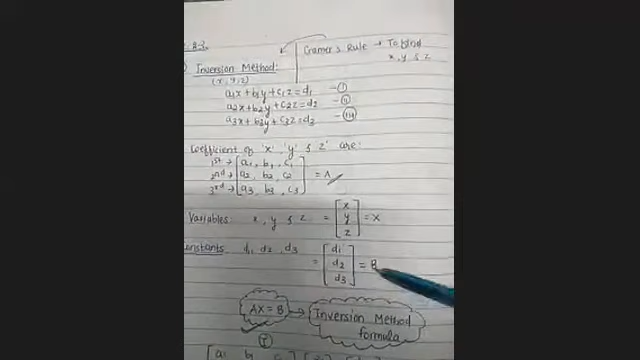 Cramer's Rule → To find
x, y & z
Inversion Method:
(x, y, z)
a1x + b1y + c1z = d1 - (I)
a2x + b2y + c2z = d2 - (II)
a3x + b3y + c3z = d3 - (III)
Coefficient of 'x', 'y' & 'z' are:
1st → [a1, b1, c1
2nd → a2, b2, c2 = A
3rd → a3, b3, c3]
Variables x, y & z = [x y z] = X
Constants d1, d2, d3 = [d1 d2 d3] = B
AX = B → Inversion Method
formula
(I)